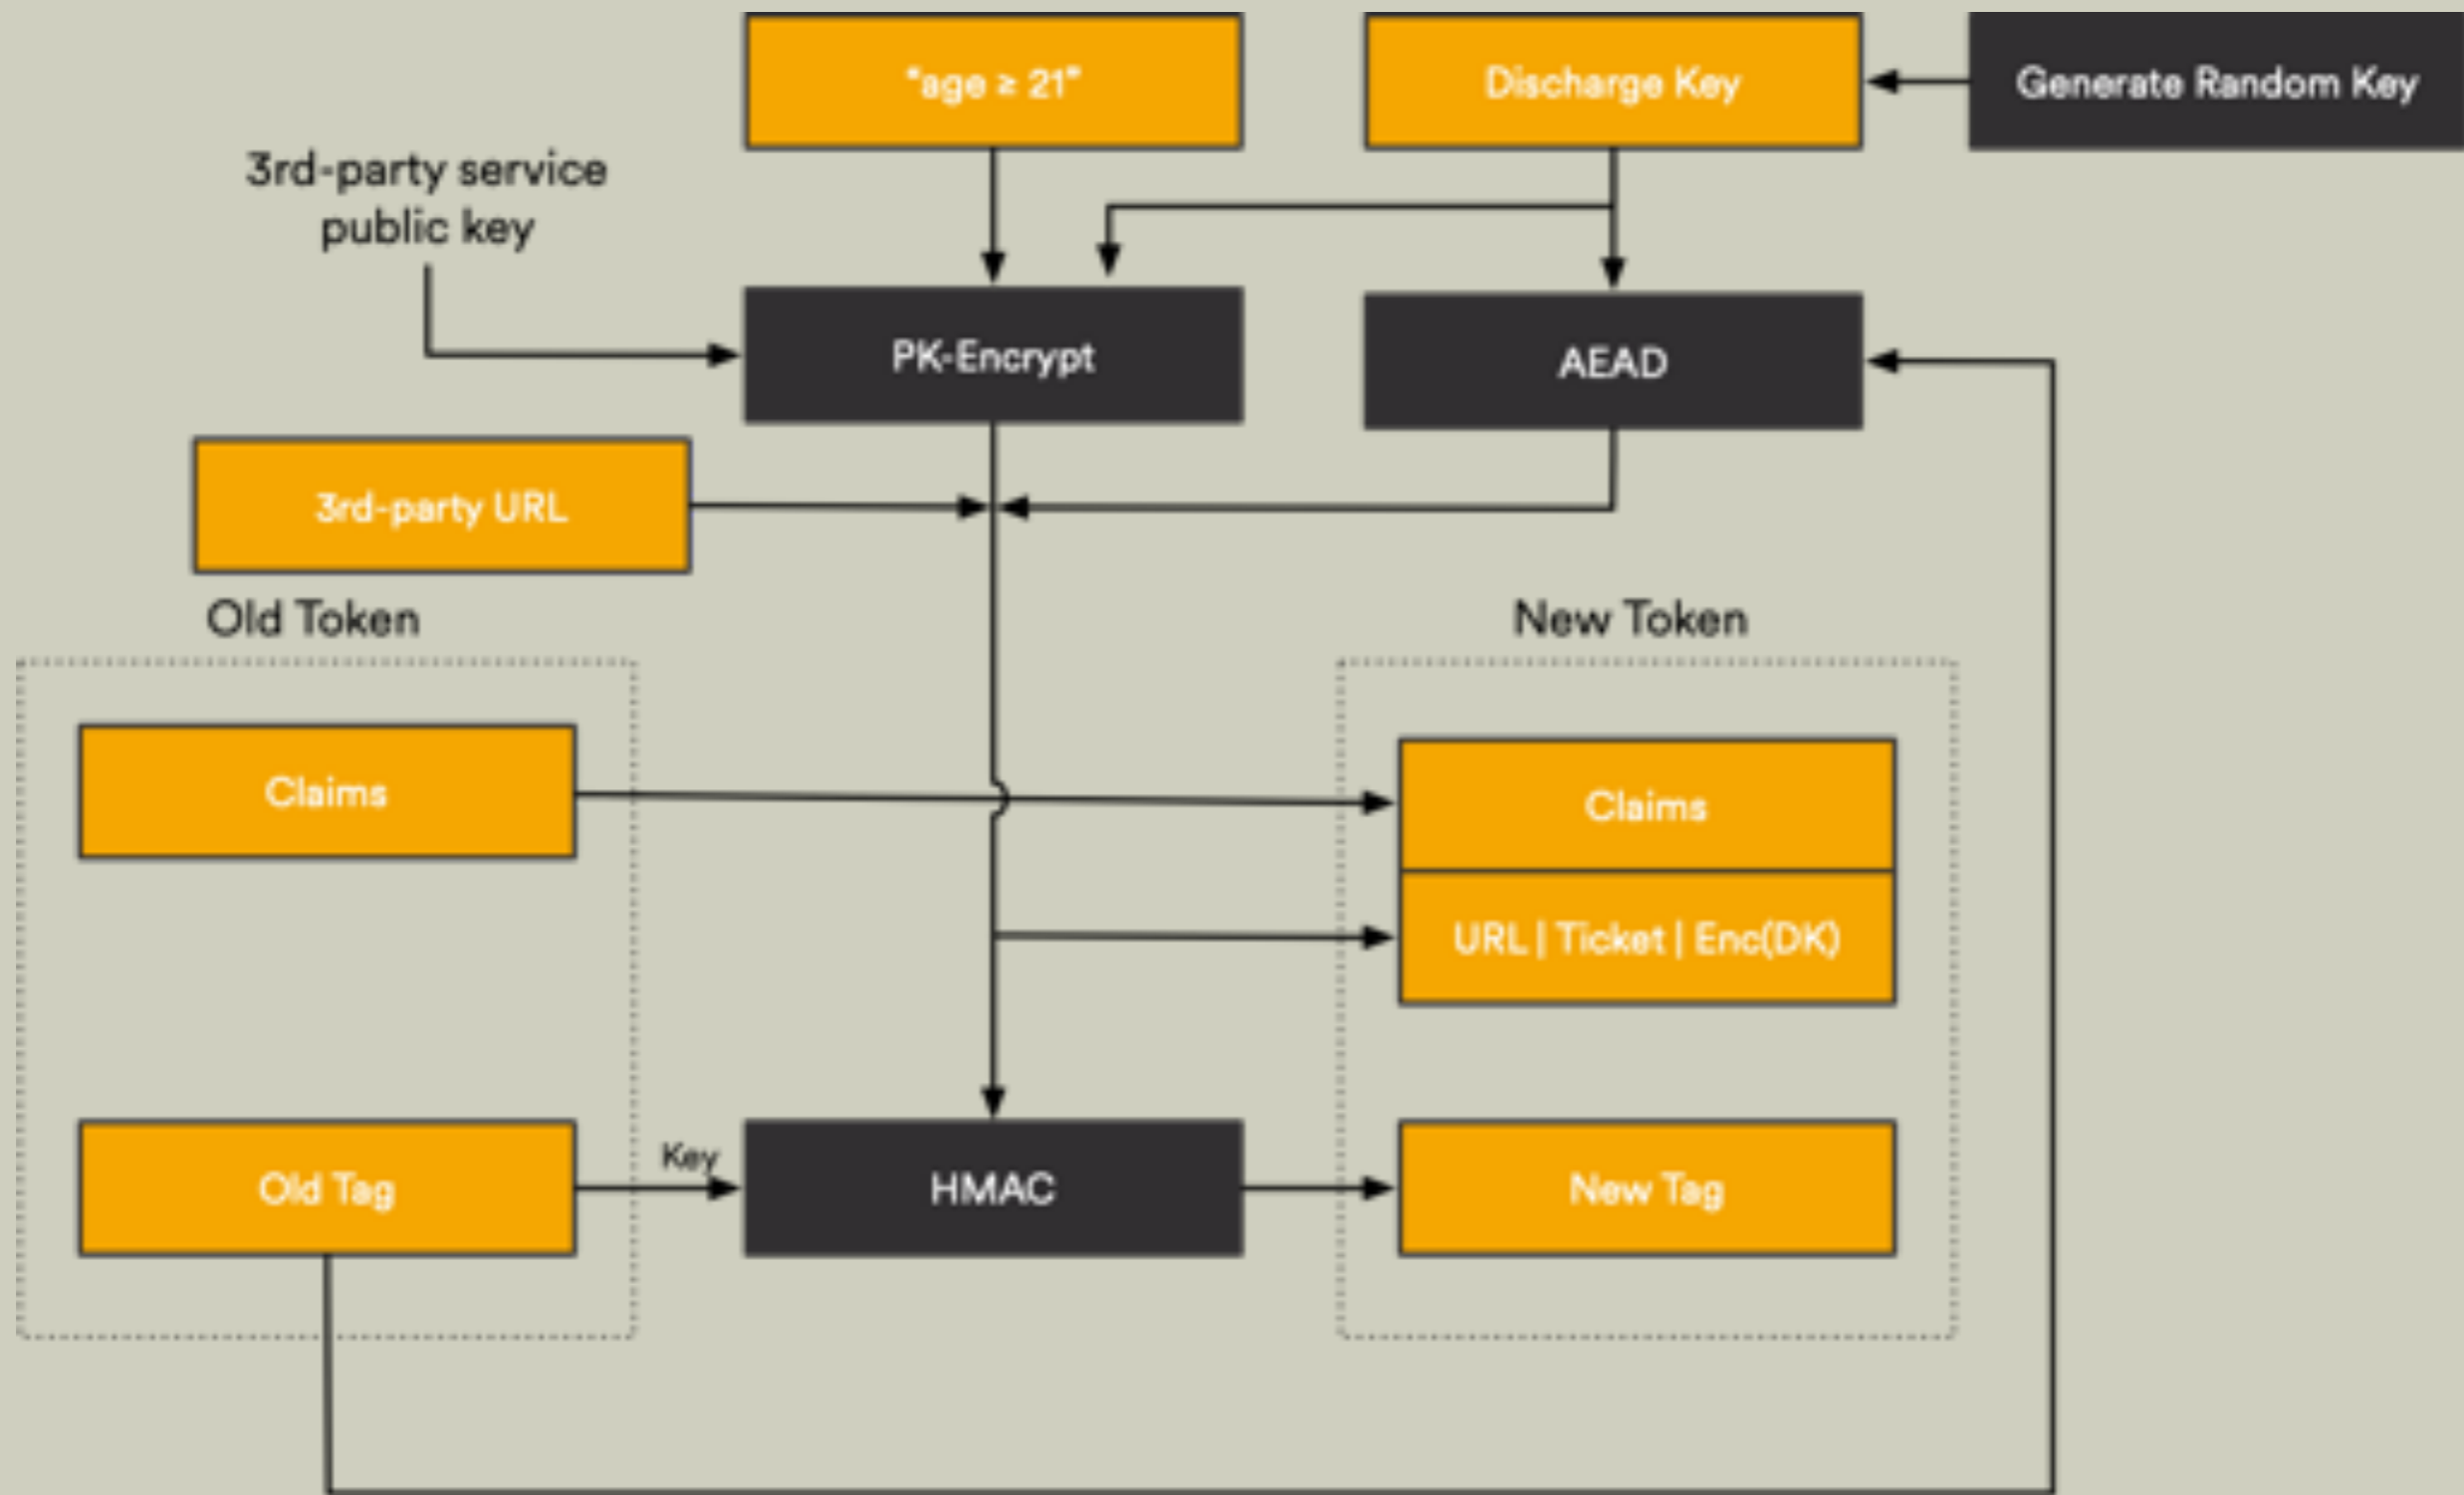 "age ≥ 21"
Discharge Key
Generate Random Key
3rd-party service
public key
PK-Encrypt
AEAD
3rd-party URL
Old Token
New Token
Claims
Claims
URL | Ticket | Enc(DK)
Old Tag
Key
HMAC
New Tag